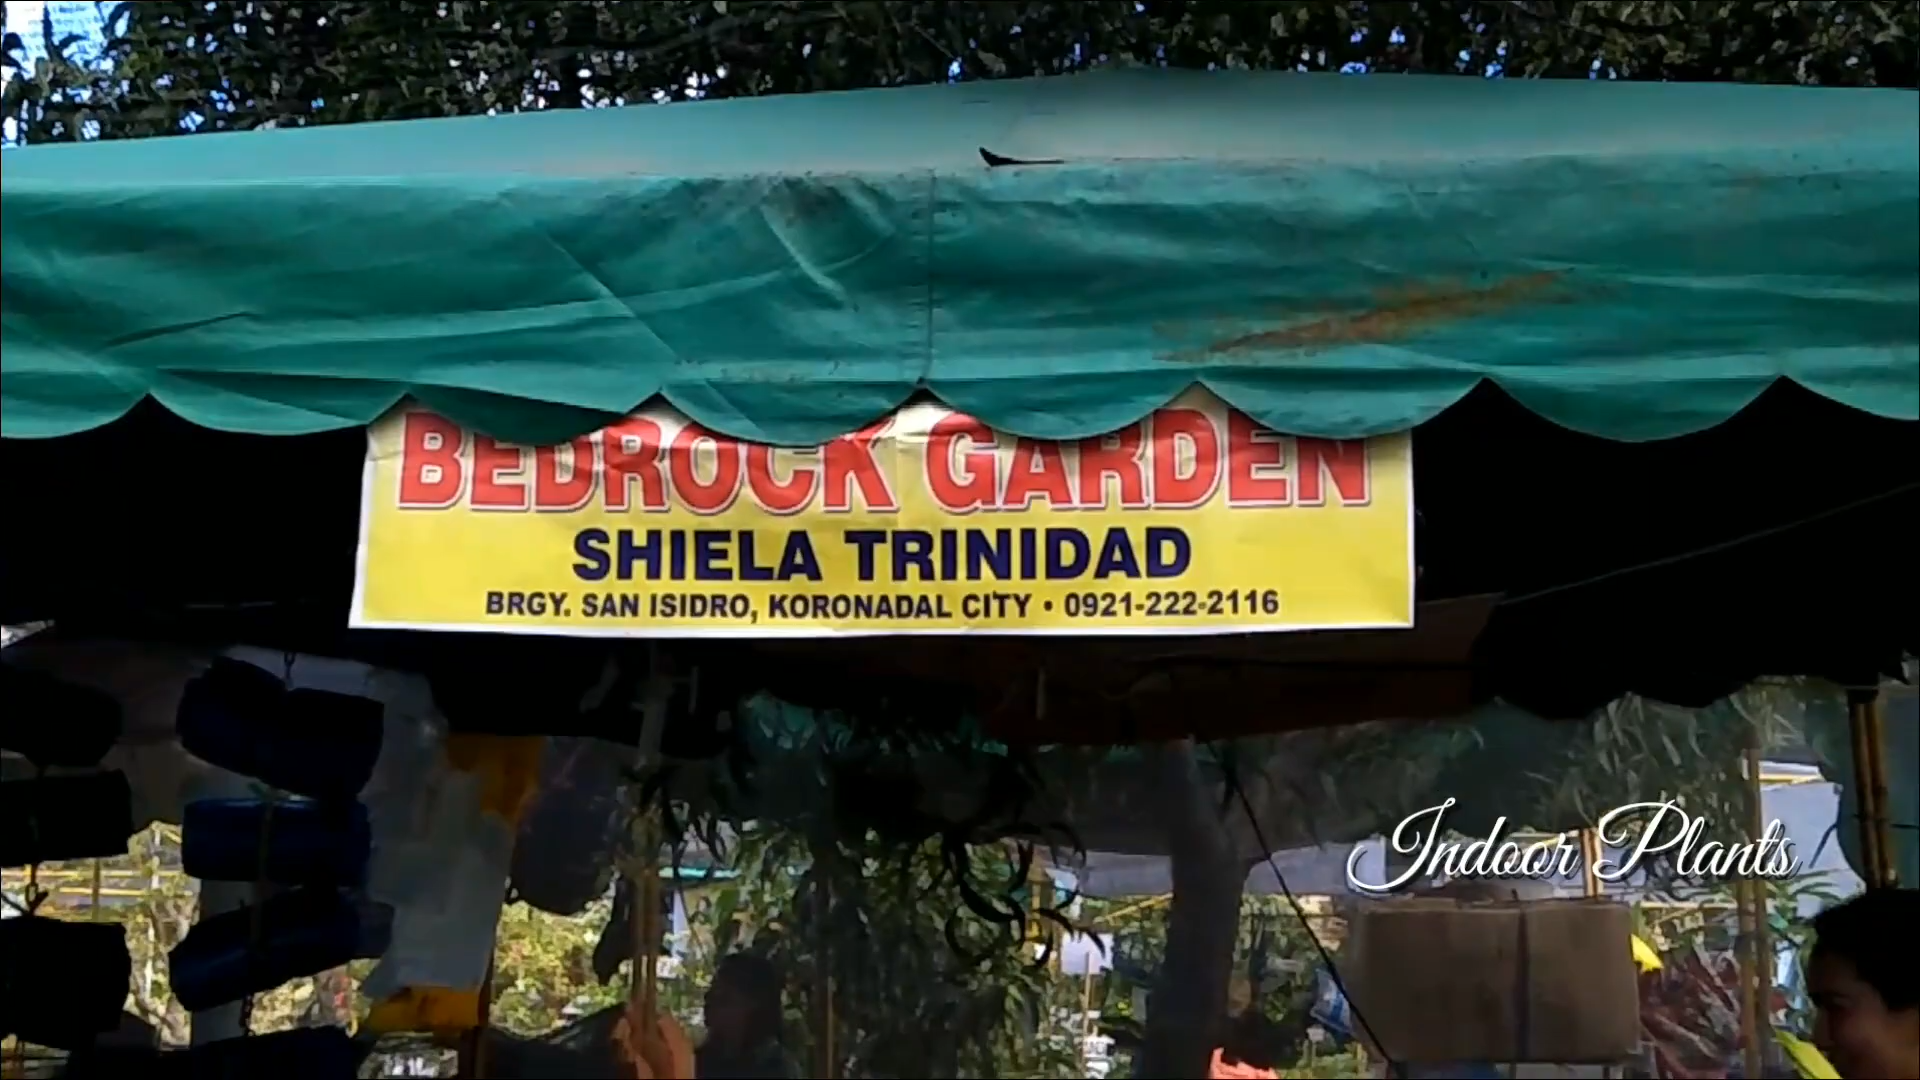 BEDROCK GARDEN
SHIELA TRINIDAD
BRGY. SAN ISIDRO, KORONADAL CITY • 0921-222-2116
Indoor Plants